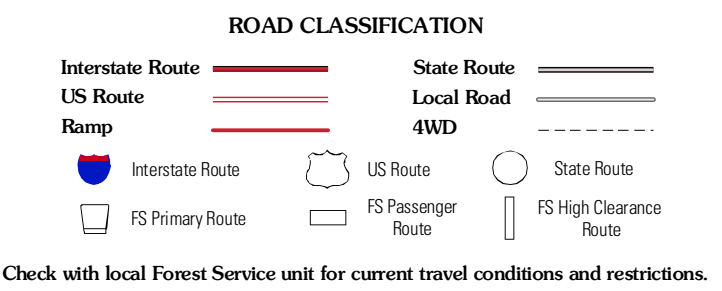 ROAD CLASSIFICATION
Interstate Route
State Route
US Route
Local Road
Ramp
4WD
Interstate Route
US Route
State Route
FS Primary Route
FS Passenger
Route
FS High Clearance
Route
Check with local Forest Service unit for current travel conditions and restrictions.